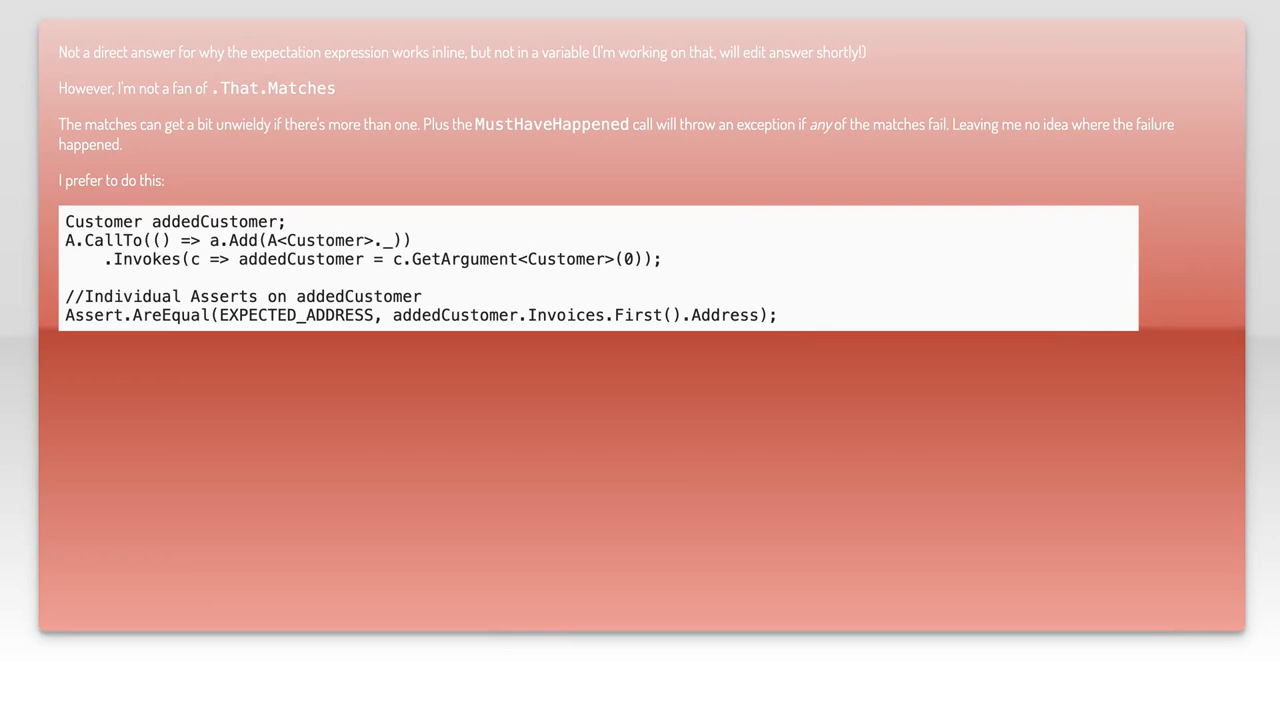 Not a direct answer for why the expectation expression works inline, but not in a variable (I'm working on that, will edit answer shortly!)
However, I'm not a fan of .That.Matches
The matches can get a bit unwieldy if there's more than one. Plus the MustHaveHappened call will throw an exception if any of the matches fail. Leaving me no idea where the failure
happened.
I prefer to do this:
Customer addedCustomer;
A.CallTo(() => a.Add(A<Customer>._))
    .Invokes(c => addedCustomer = c.GetArgument<Customer>(0));
//Individual Asserts on addedCustomer
Assert.AreEqual(EXPECTED_ADDRESS, addedCustomer.Invoices.First().Address);